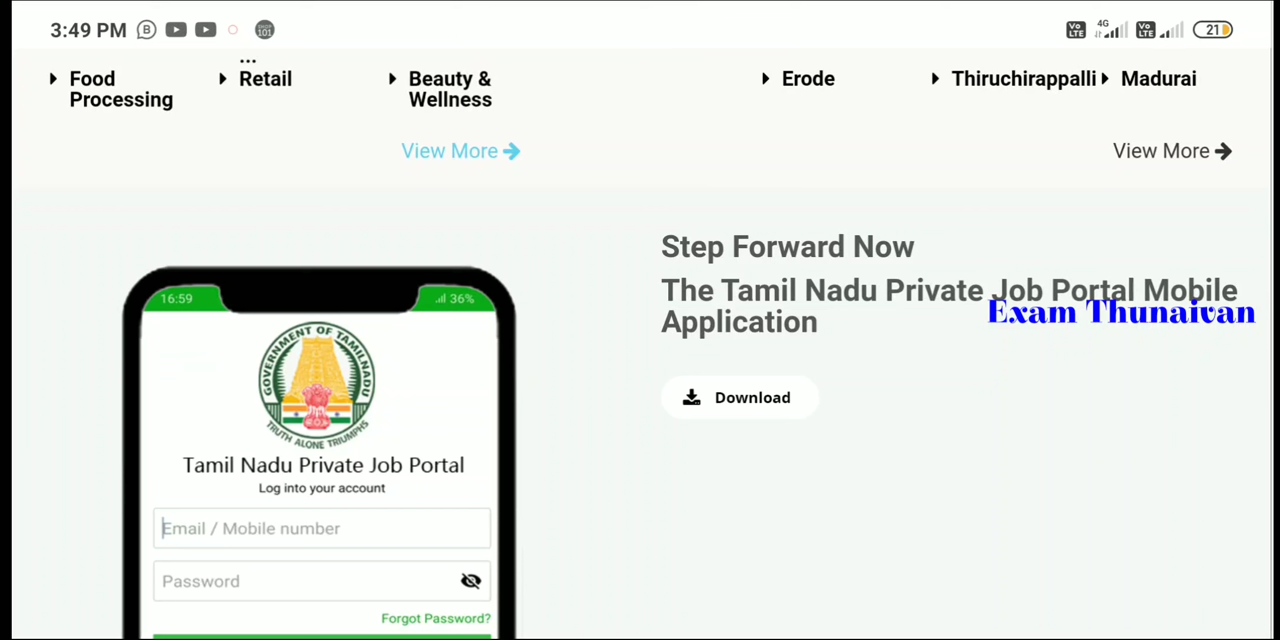 3:49 PM
4G
21
Food Processing
...
Retail
Beauty & Wellness
Erode
Thiruchirappalli
Madurai
View More
View More
Step Forward Now
The Tamil Nadu Private Job Portal Mobile
Application
Exam Thunaivan
Download
16:59
36%
GOVERNMENT OF TAMILNADU
TRUTH ALONE TRIUMPHS
Tamil Nadu Private Job Portal
Log into your account
Email / Mobile number
Password
Forgot Password?